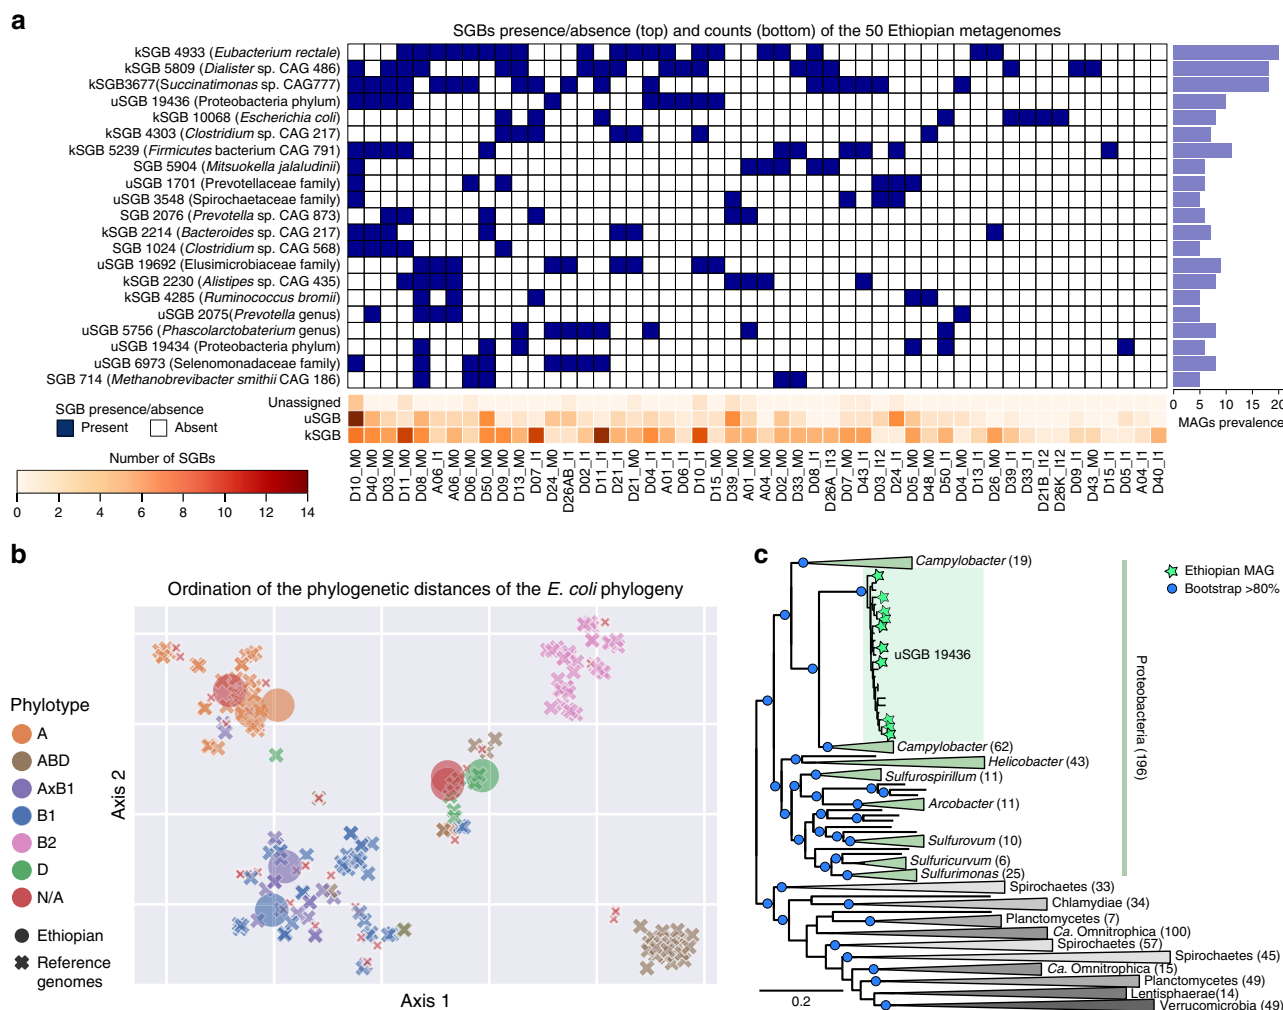 a
SGBs presence/absence (top) and counts (bottom) of the 50 Ethiopian metagenomes
kSGB 4933 (Eubacterium rectale)
kSGB 5809 (Dialister sp. CAG 486)
kSGB3677(Succinatimonas sp. CAG777)
uSGB 19436 (Proteobacteria phylum)
kSGB 10068 (Escherichia coli)
kSGB 4303 (Clostridium sp. CAG 217)
kSGB 5239 (Firmicutes bacterium CAG 791)
SGB 5904 (Mitsuokella jalaludinii)
uSGB 1701 (Prevotellaceae family)
uSGB 3548 (Spirochaetaceae family)
SGB 2076 (Prevotella sp. CAG 873)
kSGB 2214 (Bacteroides sp. CAG 217)
SGB 1024 (Clostridium sp. CAG 568)
uSGB 19692 (Elusimicrobiaceae family)
kSGB 2230 (Alistipes sp. CAG 435)
kSGB 4285 (Ruminococcus bromii)
uSGB 2075(Prevotella genus)
uSGB 5756 (Phascolarctobaterium genus)
uSGB 19434 (Proteobacteria phylum)
uSGB 6973 (Selenomonadaceae family)
SGB 714 (Methanobrevibacter smithii CAG 186)
Unassigned
uSGB
kSGB
0 5 10 15 20
MAGs prevalence
SGB presence/absence
Present Absent
Number of SGBs
0 2 4 6 8 10 12 14
D10_M0
D40_M0
D03_M0
D11_M0
D08_M0
A06_I1
A06_M0
D06_M0
D50_M0
D09_M0
D13_M0
D07_I1
D24_M0
D26AB_I1
D02_I1
D11_I1
D21_I1
D21_M0
D04_I1
A01_I1
D06_I1
D10_I1
D15_M0
D39_M0
A01_M0
A04_M0
D02_M0
D33_M0
D08_I1
D26A_I13
D07_M0
D43_I1
D03_I12
D24_I1
D05_M0
D48_M0
D50_I1
D04_M0
D13_I1
D26_M0
D39_I1
D33_I1
D21B_I12
D26K_I12
D09_I1
D43_M0
D15_I1
D05_I1
A04_I1
D40_I1
b
Ordination of the phylogenetic distances of the E. coli phylogeny
Phylotype
A
ABD
AxB1
B1
B2
D
N/A
Ethiopian
Reference
genomes
Axis 2
Axis 1
c
Campylobacter (19)
uSGB 19436
Campylobacter (62)
Helicobacter (43)
Sulfurospirillum (11)
Arcobacter (11)
Sulfurovum (10)
Sulfuricurvum (6)
Sulfurimonas (25)
Spirochaetes (33)
Chlamydiae (34)
Planctomycetes (7)
Ca. Omnitrophica (100)
Spirochaetes (57)
Spirochaetes (45)
Ca. Omnitrophica (15)
Planctomycetes (49)
Lentisphaerae(14)
Verrucomicrobia (49)
0.2
Proteobacteria (196)
Ethiopian MAG
Bootstrap >80%